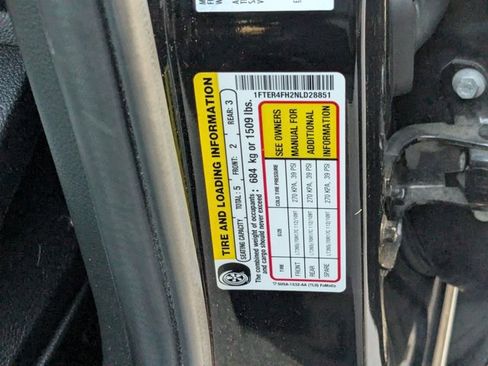 TIRE AND LOADING INFORMATION
SEATING CAPACITY TOTAL: 5 FRONT: 2 REAR: 3
The combined weight of occupants
and cargo should never exceed : 684 kg or 1509 lbs.
1FTER4FH2NLD28851
TIRE SIZE COLD TIRE PRESSURE
FRONT 270 KPA, 39 PSI
REAR 270 KPA, 39 PSI
SPARE 270 KPA, 39 PSI
SEE OWNERS
MANUAL FOR
ADDITIONAL
INFORMATION